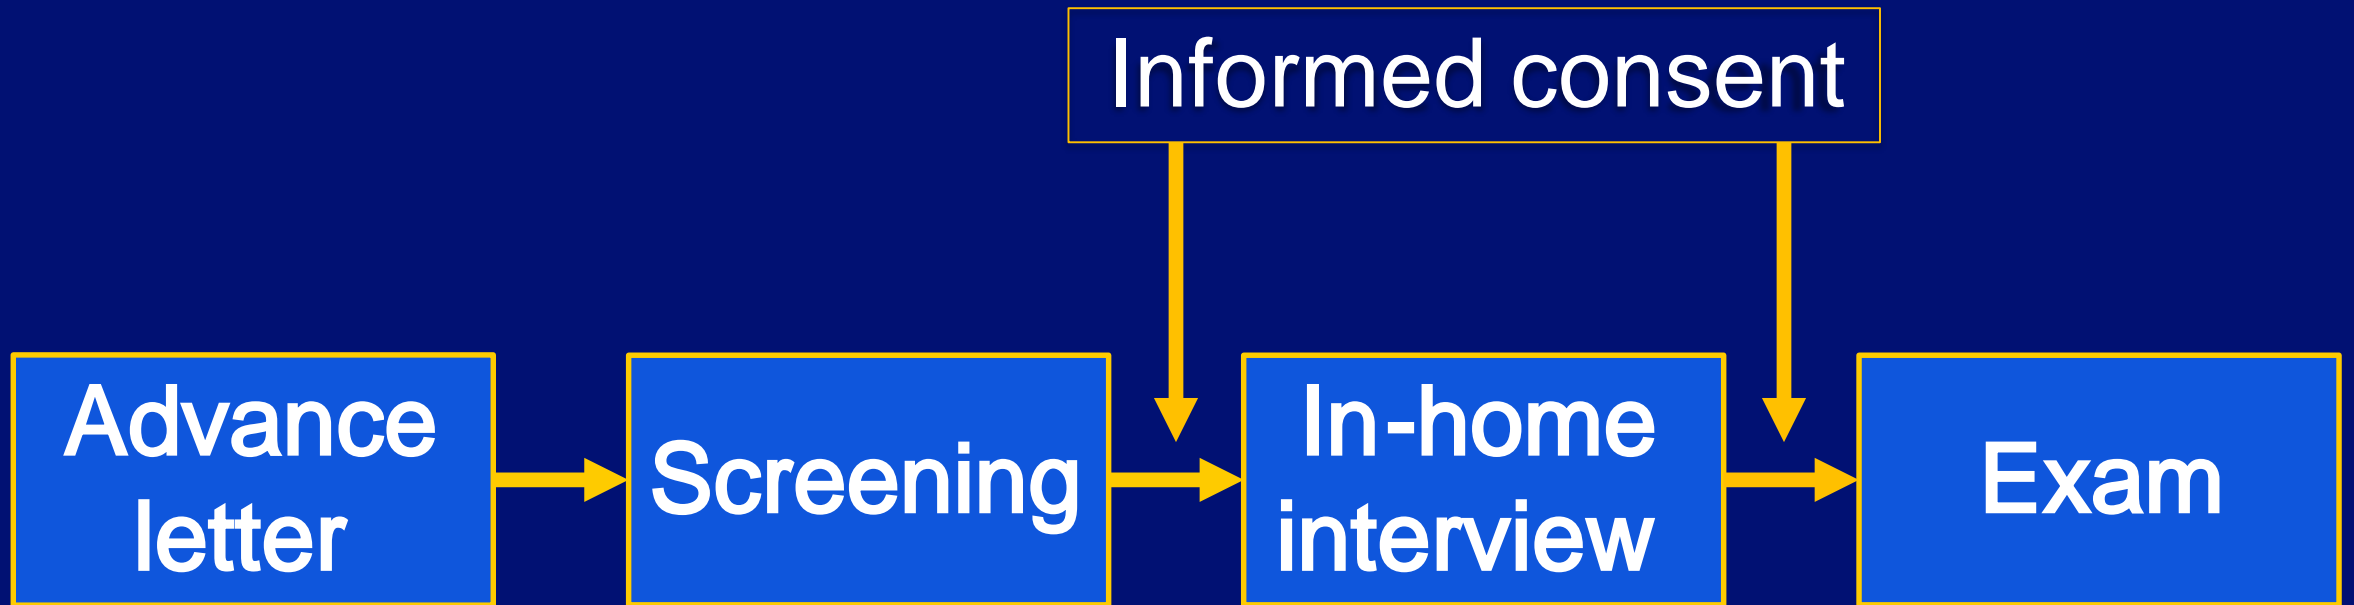 Informed consent
Advance
letter
Screening
In-home
interview
Exam